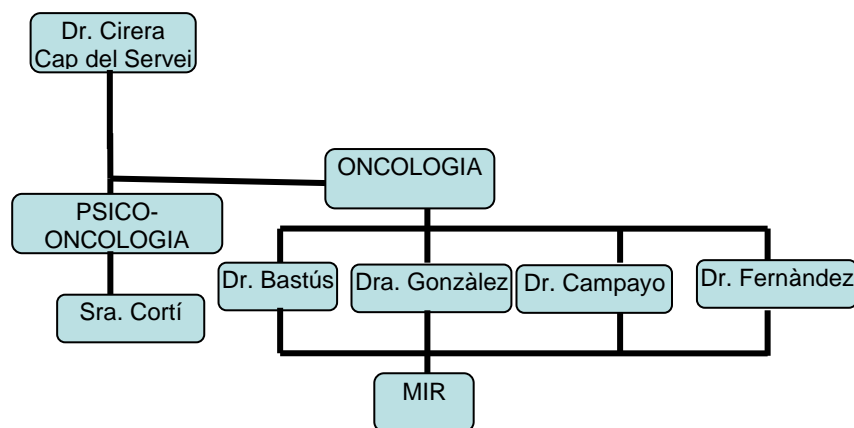 Dr. Cirera
Cap del Servei
ONCOLOGIA
PSICO-
ONCOLOGIA
Dr. Bastús
Dra. Gonzàlez
Dr. Campayo
Dr. Fernàndez
Sra. Cortí
MIR